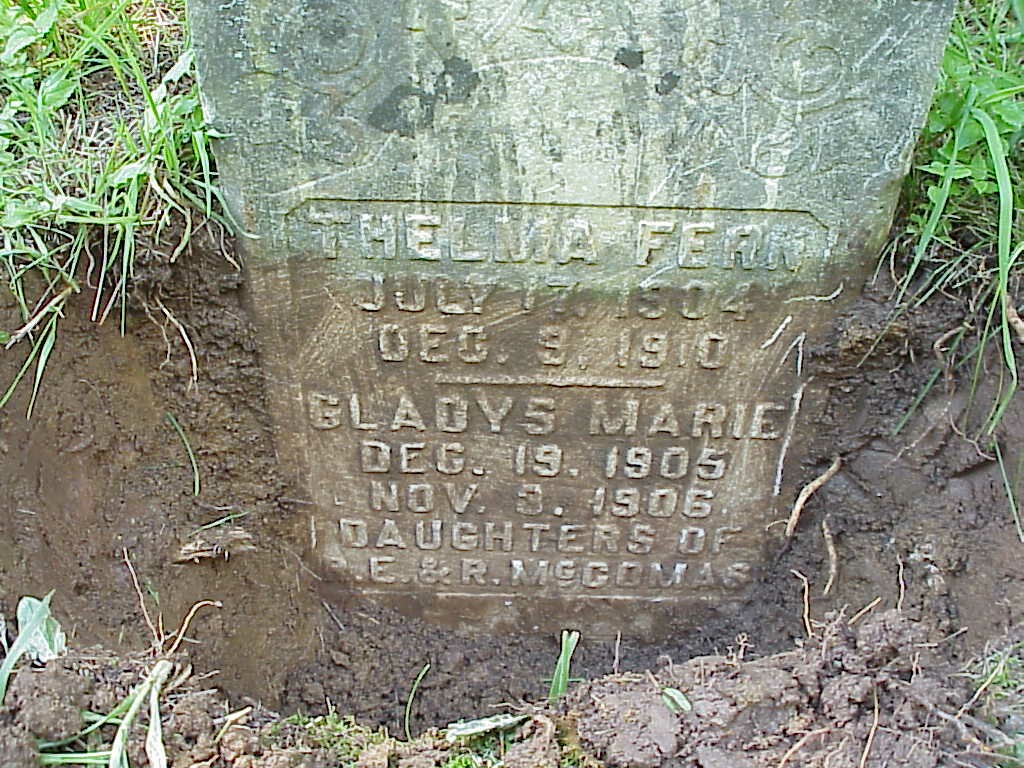 THELMA FERN
JULY 17. 1904
DEC. 9. 1910
GLADYS MARIE
DEC. 19. 1905
NOV. 3. 1906.
DAUGHTERS OF
E. & R. McCOMAS